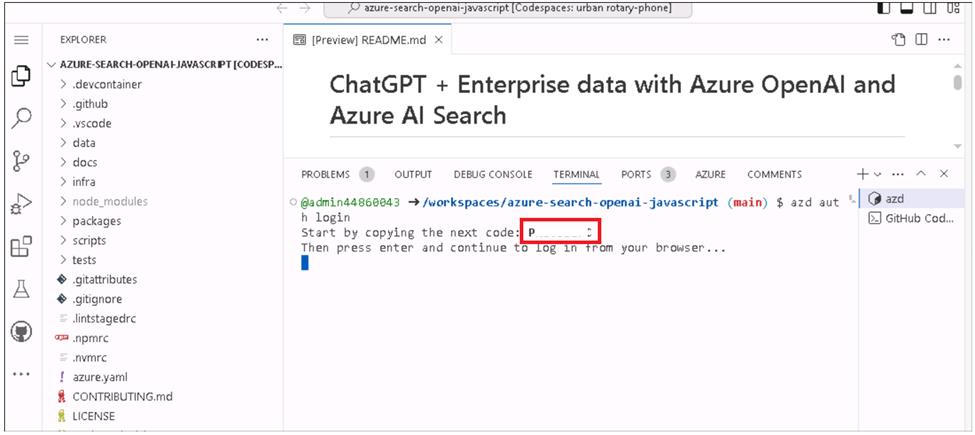 azure-search-openai-javascript [Codespaces: urban rotary-phone]
EXPLORER
AZURE-SEARCH-OPENAI-JAVASCRIPT [CODESP...
.devcontainer
.github
.vscode
data
docs
infra
node_modules
packages
scripts
tests
.gitattributes
.gitignore
.lintstagedrc
.npmrc
.nvmrc
azure.yaml
CONTRIBUTING.md
LICENSE
[Preview] README.md
ChatGPT + Enterprise data with Azure OpenAI and
Azure AI Search
PROBLEMS 1 OUTPUT DEBUG CONSOLE TERMINAL PORTS 3 AZURE COMMENTS
@admin44860043 ➜ /workspaces/azure-search-openai-javascript (main) $ azd aut
h login
Start by copying the next code: P
Then press enter and continue to log in from your browser...
azd
GitHub Cod...